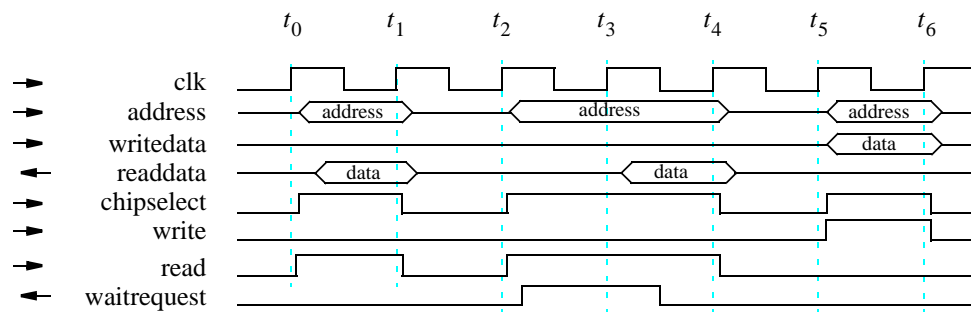 t0 t1 t2 t3 t4 t5 t6
clk
address address address address
writedata data
readdata data data
chipselect
write
read
waitrequest